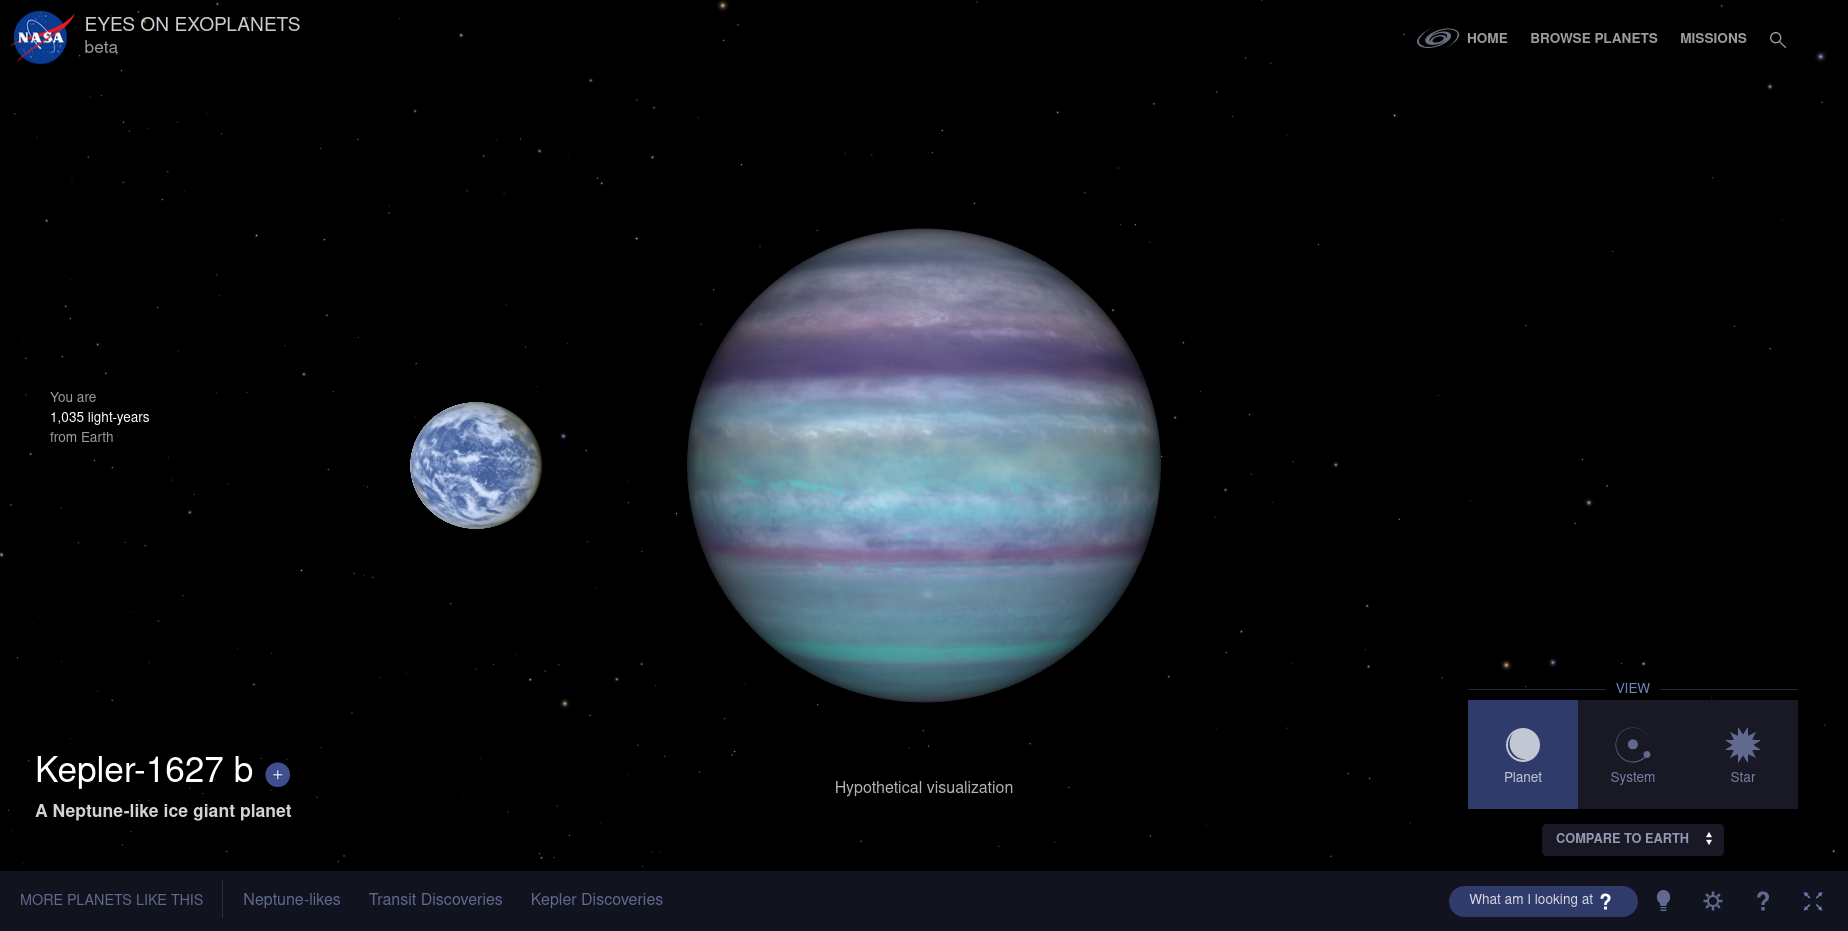 NASA
EYES ON EXOPLANETS
beta
HOME
BROWSE PLANETS
MISSIONS
You are
1,035 light-years
from Earth
Kepler-1627 b
+
A Neptune-like ice giant planet
Hypothetical visualization
VIEW
Planet
System
Star
COMPARE TO EARTH
MORE PLANETS LIKE THIS
Neptune-likes
Transit Discoveries
Kepler Discoveries
What am I looking at ?
?